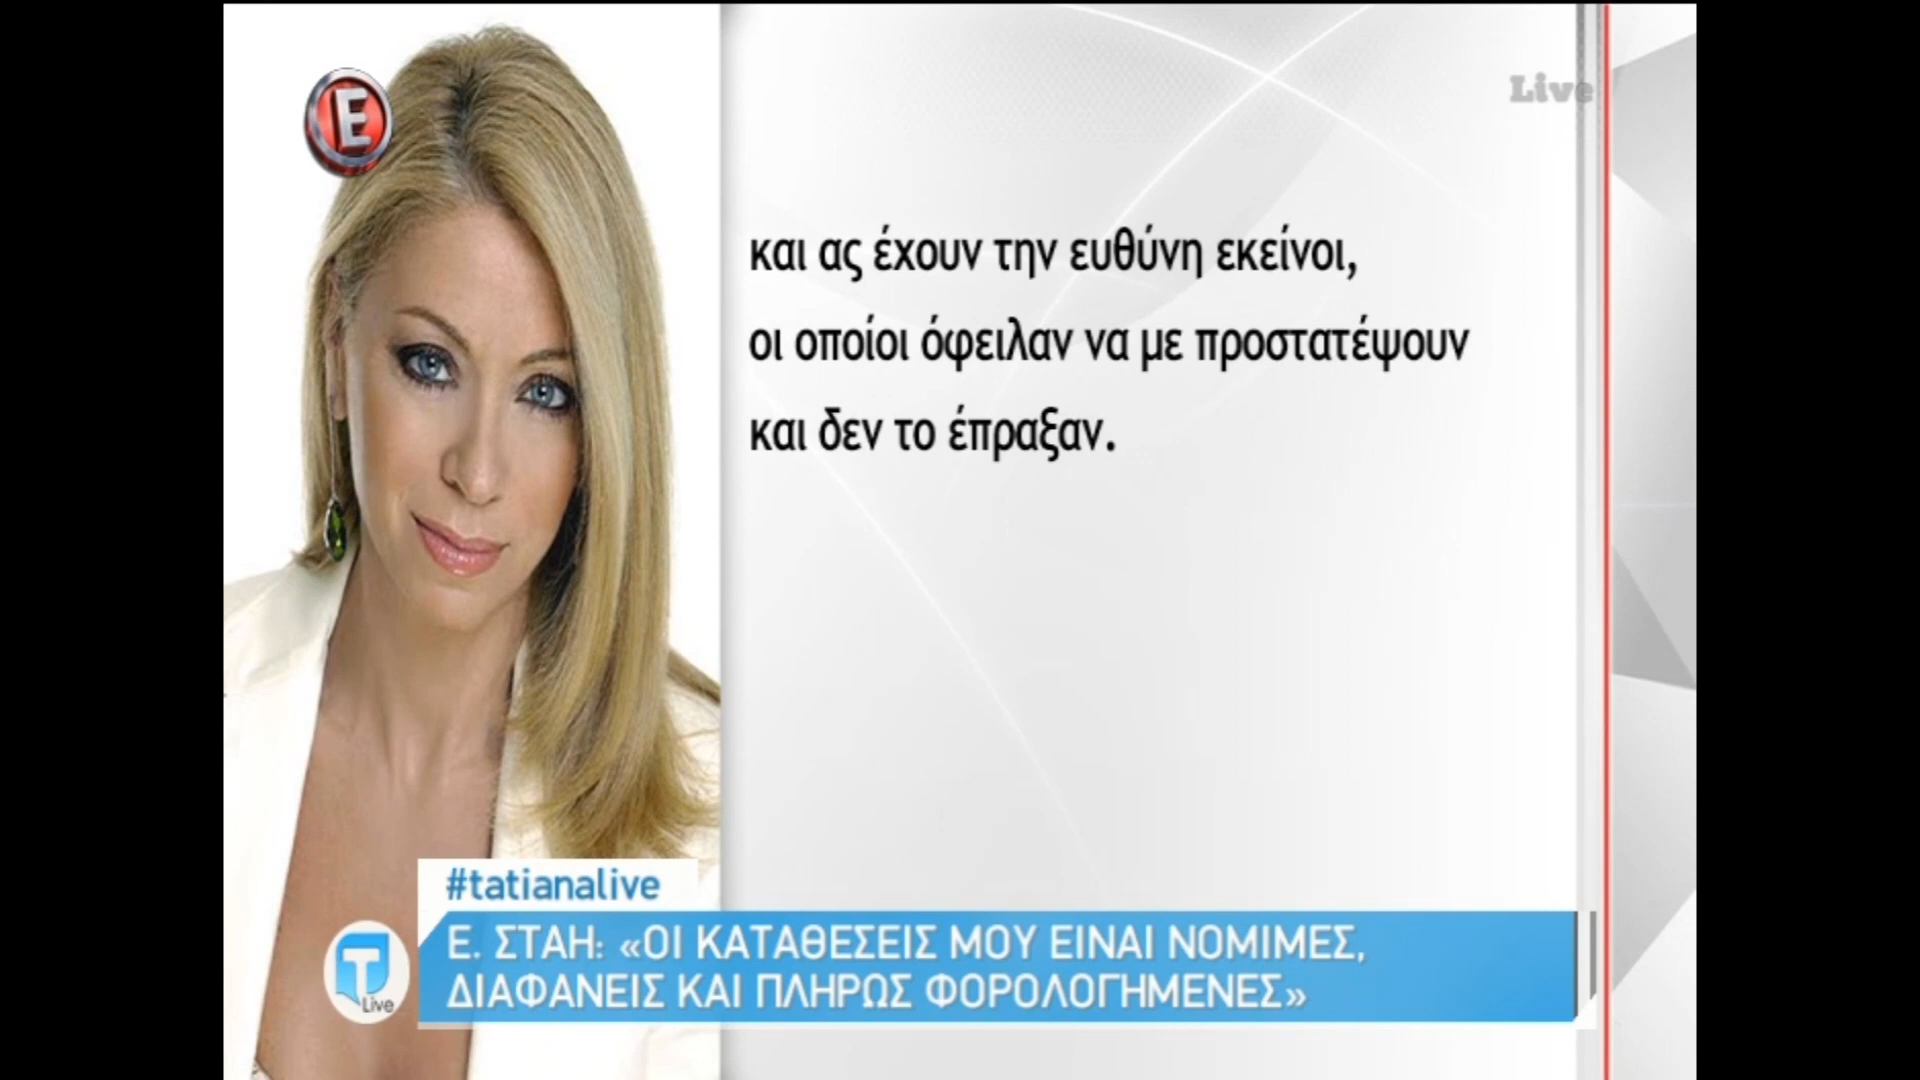 E
Live
και ας έχουν την ευθύνη εκείνοι,
οι οποίοι όφειλαν να με προστατέψουν
και δεν το έπραξαν.
#tatianalive
Ε. ΣΤΑΗ: «ΟΙ ΚΑΤΑΘΕΣΕΙΣ ΜΟΥ ΕΙΝΑΙ ΝΟΜΙΜΕΣ,
ΔΙΑΦΑΝΕΙΣ ΚΑΙ ΠΛΗΡΩΣ ΦΟΡΟΛΟΓΗΜΕΝΕΣ»
T
Live